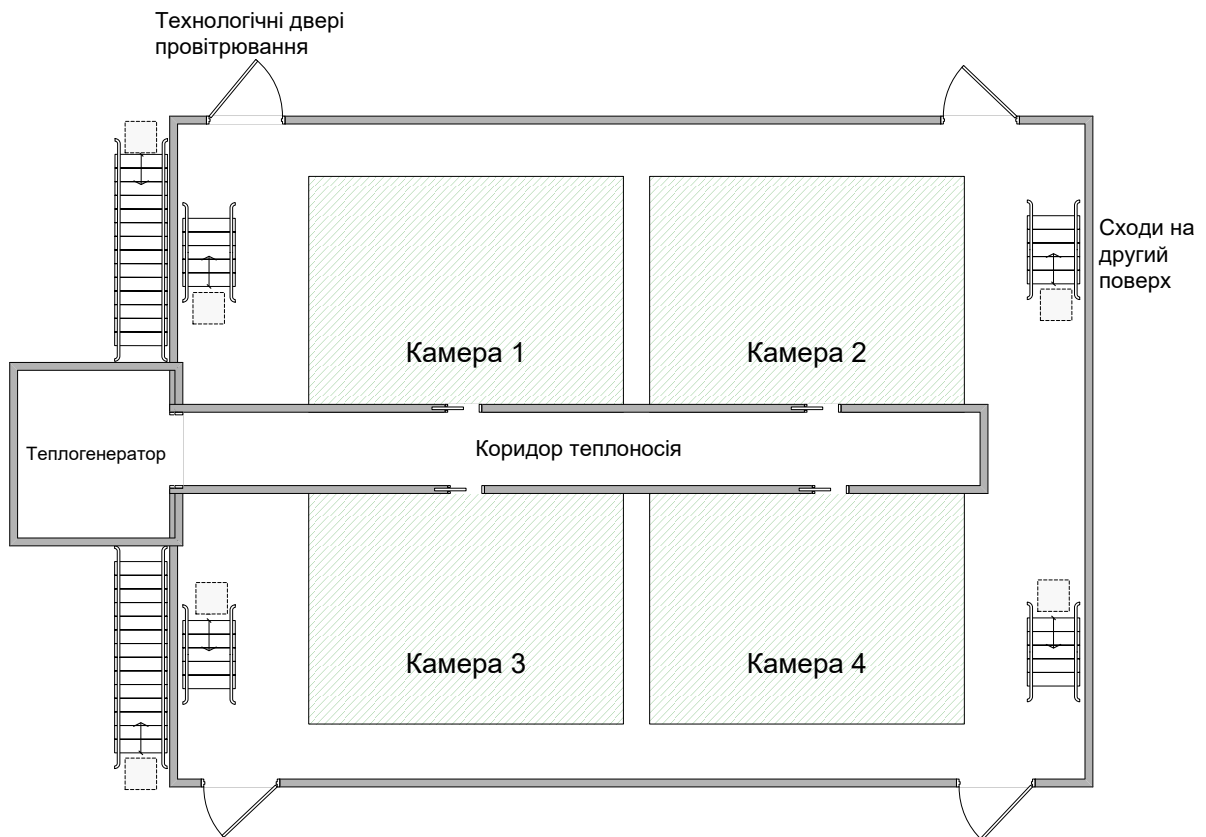 Технологічні двері
провітрювання
Сходи на
другий
поверх
Камера 1
Камера 2
Теплогенератор
Коридор теплоносія
Камера 3
Камера 4